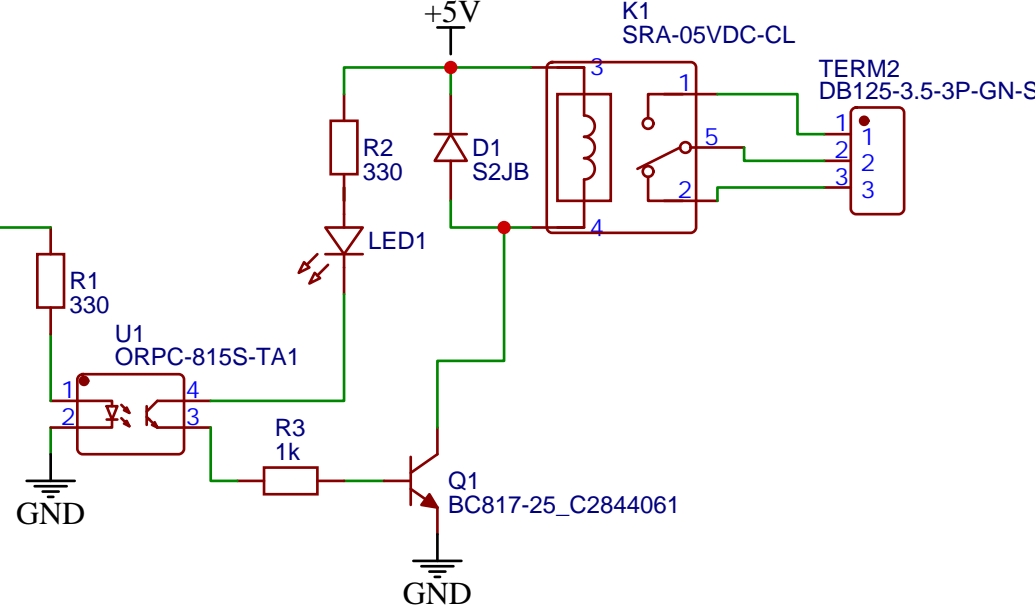 +5V
K1
SRA-05VDC-CL
TERM2
DB125-3.5-3P-GN-S
3
1
1
1
R2
330
D1
S2JB
5
2
2
2
3
3
4
LED1
R1
330
U1
ORPC-815S-TA1
1
4
2
3
R3
1k
Q1
BC817-25_C2844061
GND
GND